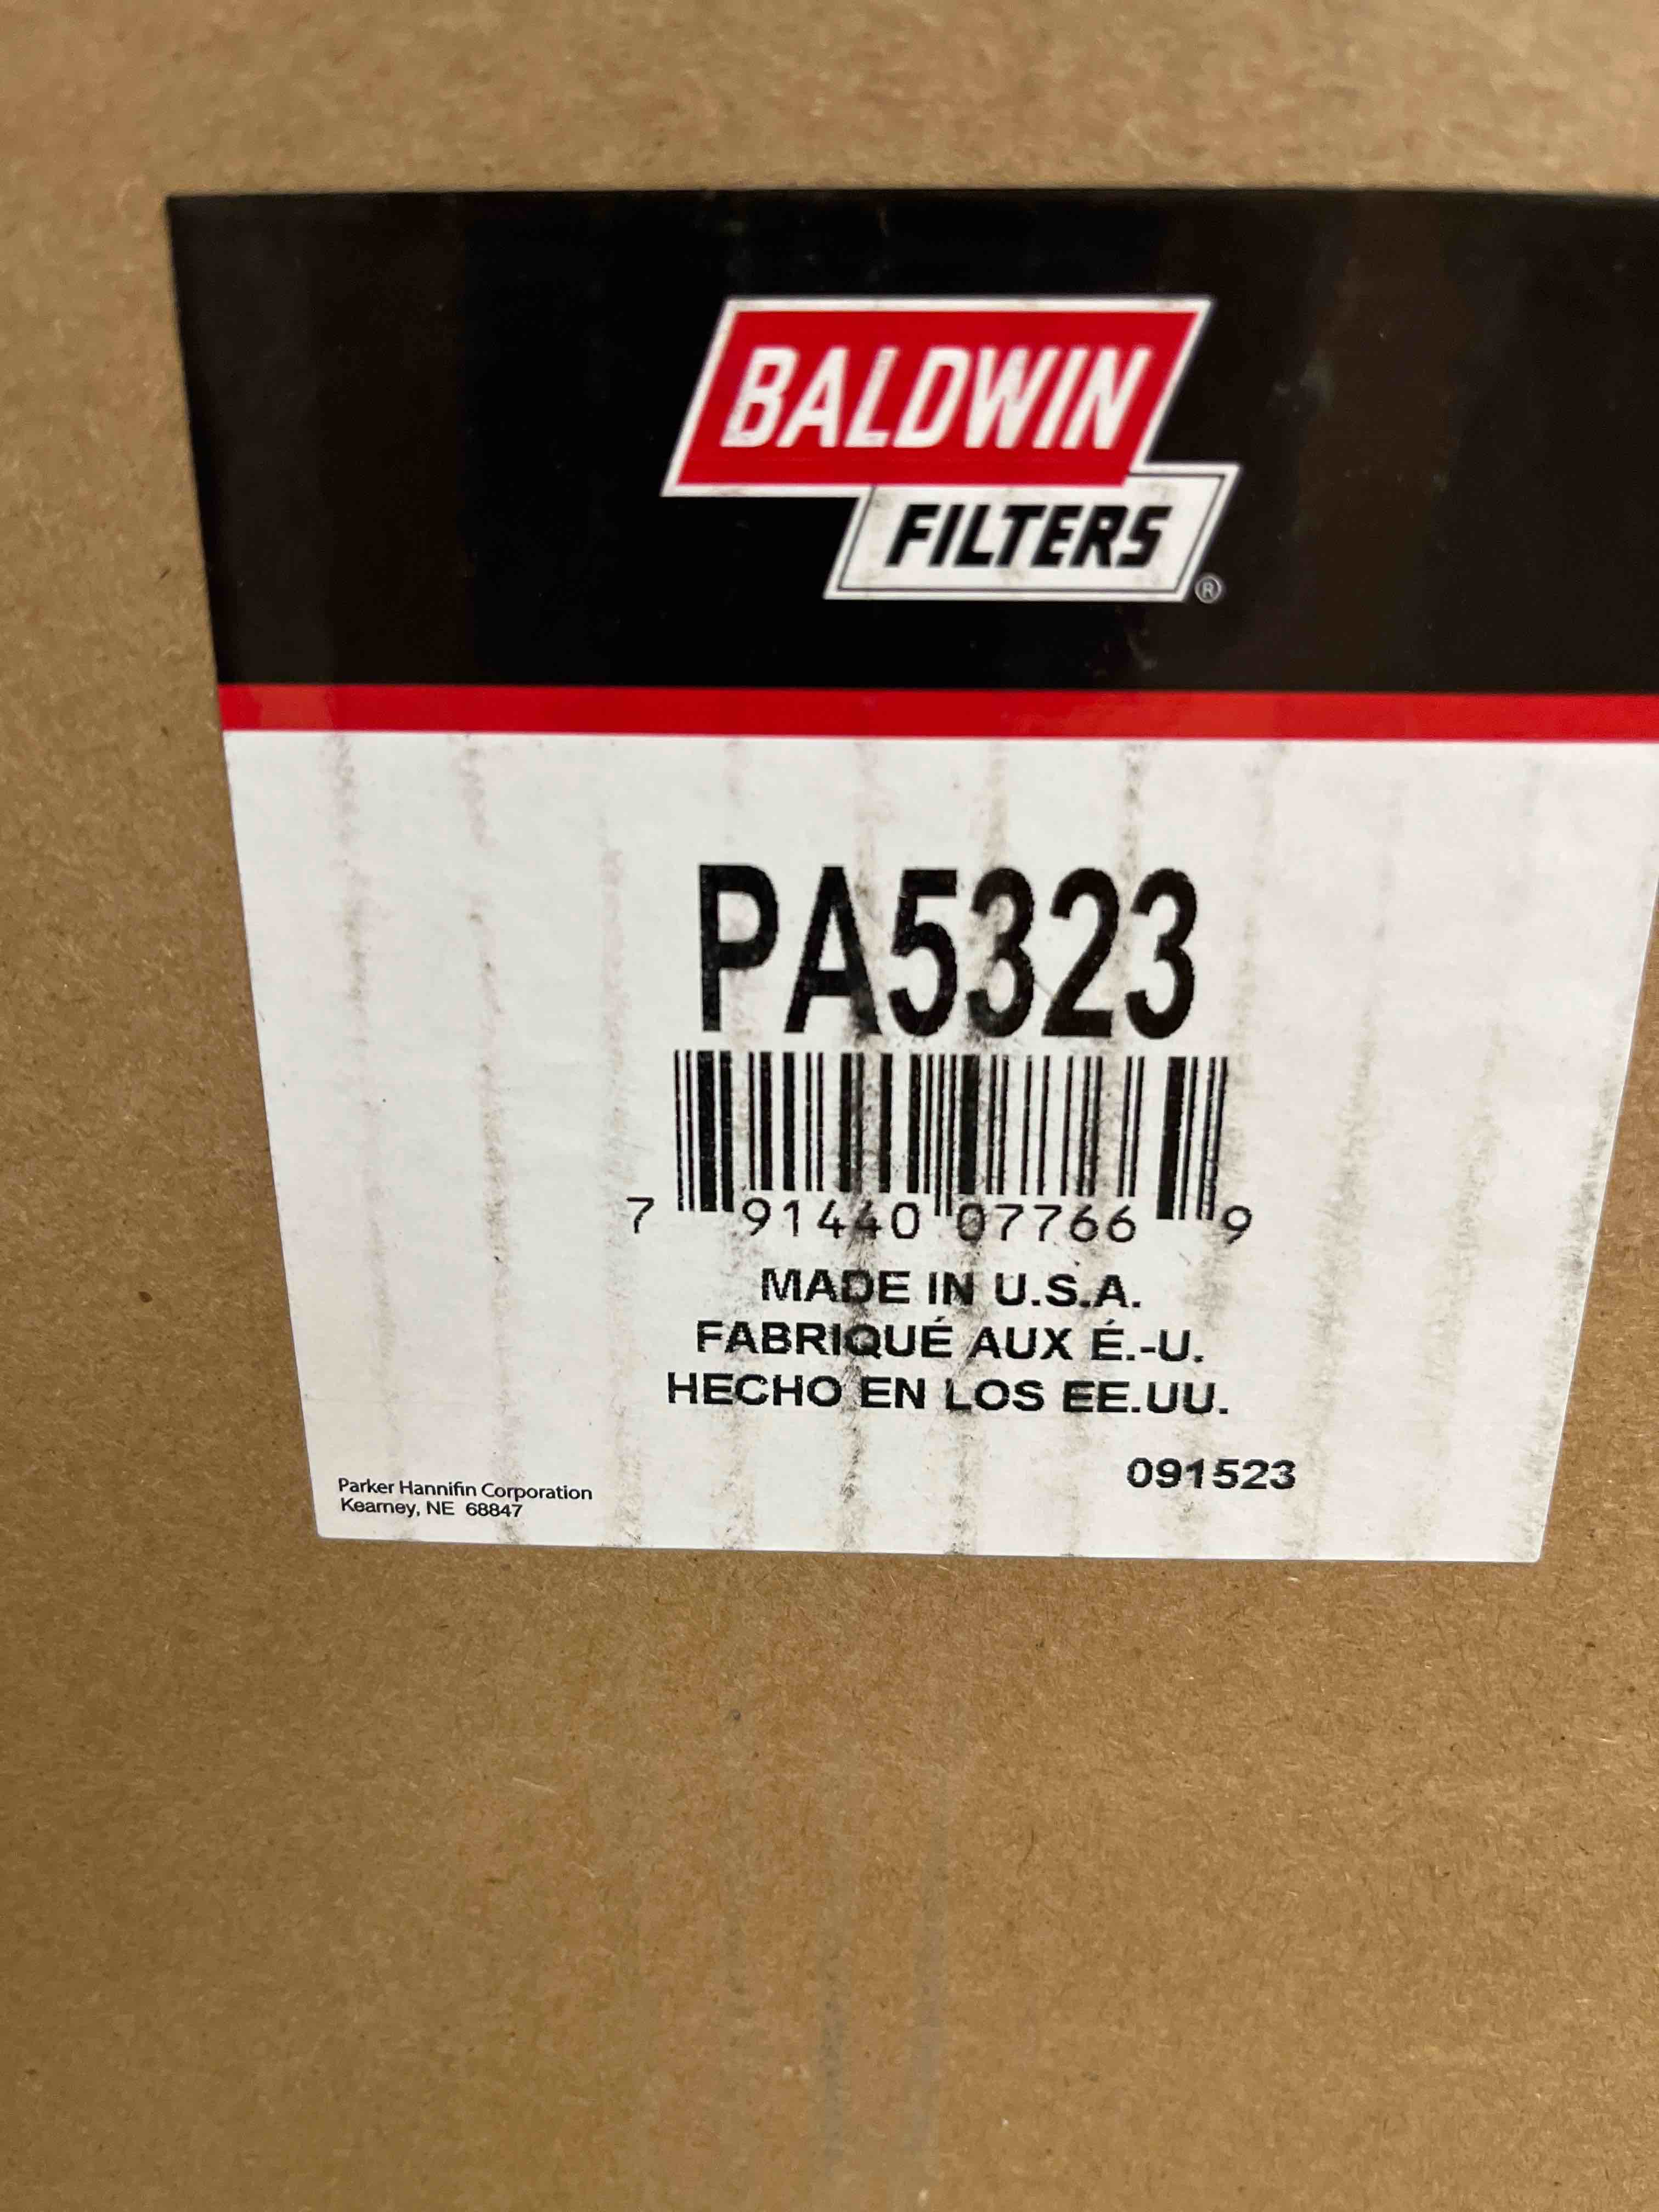 BALDWIN
FILTERS®
PA5323
7 91440 07766 9
MADE IN U.S.A.
FABRIQUÉ AUX É.-U.
HECHO EN LOS EE.UU.
091523
Parker Hannifin Corporation
Kearney, NE 68847